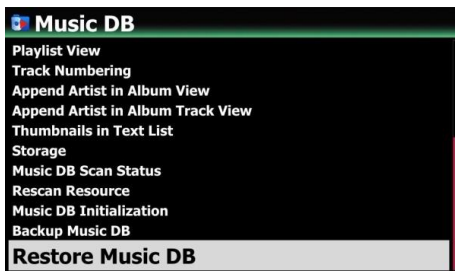 Music DB
Playlist View
Track Numbering
Append Artist in Album View
Append Artist in Album Track View
Thumbnails in Text List
Storage
Music DB Scan Status
Rescan Resource
Music DB Initialization
Backup Music DB
Restore Music DB